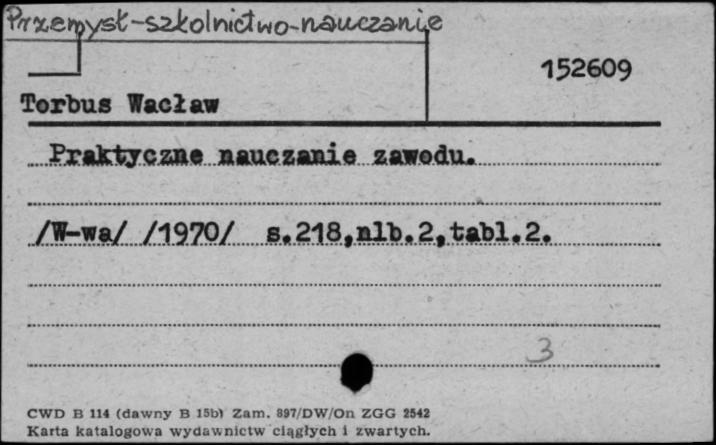 Przemysł-szkolnictwo-nauczanie
152609
Torbus Wacław
Praktyczne nauczanie zawodu.
/W-wa/ /1970/ s.218,nlb.2,tabl.2.
3
CWD B 114 (dawny B 15b) Zam. 897/DW/On ZGG 2542
Karta katalogowa wydawnictw ciągłych i zwartych.